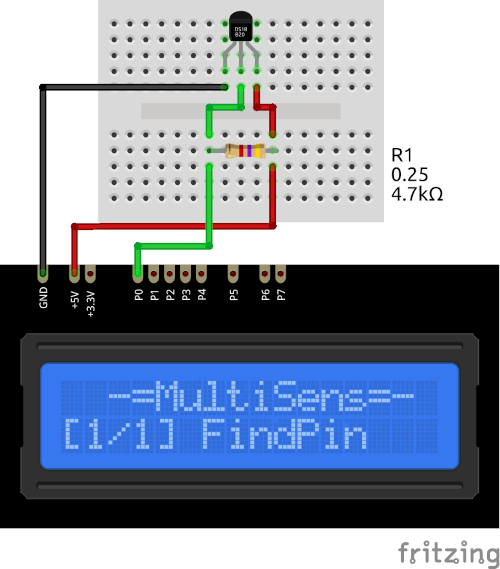 DS18
B20
R1
0.25
4.7kΩ
GND
+5V
+3.3V
P0
P1
P2
P3
P4
P5
P6
P7
-=MultiSens=-
[1/1] FindPin
fritzing